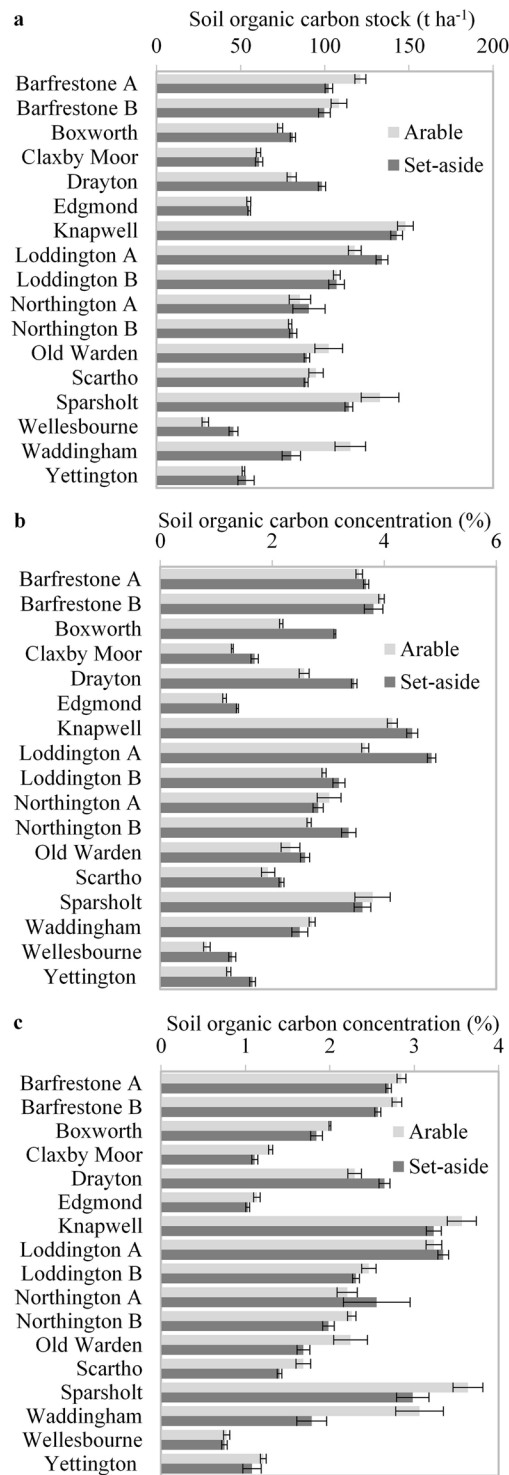 a Soil organic carbon stock (t ha⁻¹)
0 50 100 150 200
Barfrestone A
Barfrestone B
Boxworth
Claxby Moor
Drayton
Edgmond
Knapwell
Loddington A
Loddington B
Northington A
Northington B
Old Warden
Scartho
Sparsholt
Wellesbourne
Waddingham
Yettington
Arable
Set-aside
b Soil organic carbon concentration (%)
0 2 4 6
Barfrestone A
Barfrestone B
Boxworth
Claxby Moor
Drayton
Edgmond
Knapwell
Loddington A
Loddington B
Northington A
Northington B
Old Warden
Scartho
Sparsholt
Waddingham
Wellesbourne
Yettington
Arable
Set-aside
c Soil organic carbon concentration (%)
0 1 2 3 4
Barfrestone A
Barfrestone B
Boxworth
Claxby Moor
Drayton
Edgmond
Knapwell
Loddington A
Loddington B
Northington A
Northington B
Old Warden
Scartho
Sparsholt
Waddingham
Wellesbourne
Yettington
Arable
Set-aside